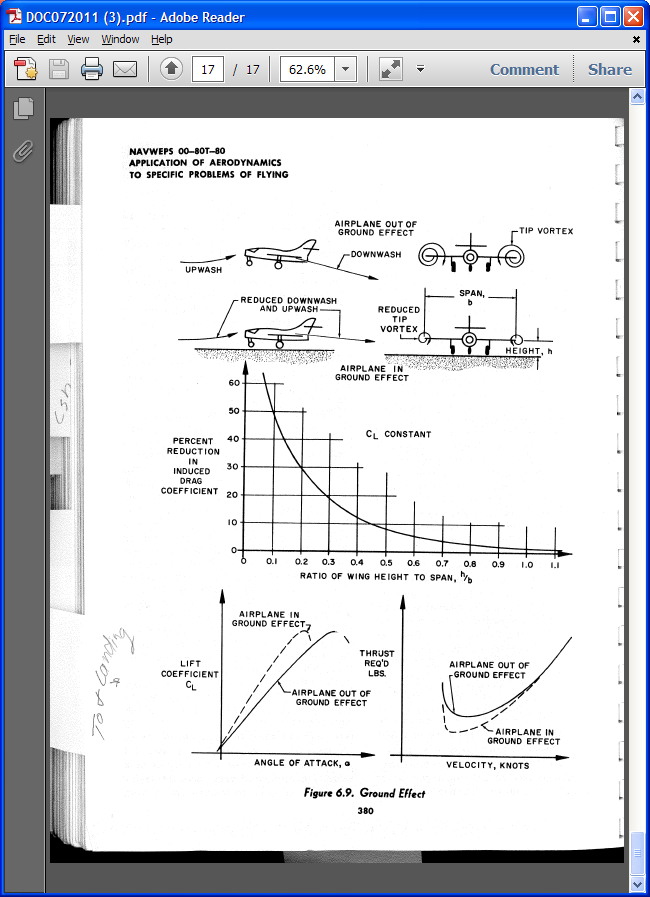 DOC072011 (3).pdf - Adobe Reader
File Edit View Window Help
17 / 17 62.6% Comment Share
NAVWEPS 00-80T-80
APPLICATION OF AERODYNAMICS
TO SPECIFIC PROBLEMS OF FLYING
AIRPLANE OUT OF
GROUND EFFECT
TIP VORTEX
DOWNWASH
UPWASH
REDUCED DOWNWASH
AND UPWASH
SPAN,
b
REDUCED
TIP
VORTEX
HEIGHT, h
AIRPLANE IN
GROUND EFFECT
CL CONSTANT
PERCENT
REDUCTION
IN
INDUCED
DRAG
COEFFICIENT
60
50
40
30
20
10
0
0 0.1 0.2 0.3 0.4 0.5 0.6 0.7 0.8 0.9 1.0 1.1
RATIO OF WING HEIGHT TO SPAN, h/b
AIRPLANE IN
GROUND EFFECT
LIFT
COEFFICIENT
CL
AIRPLANE OUT OF
GROUND EFFECT
ANGLE OF ATTACK, α
THRUST
REQ'D
LBS.
AIRPLANE OUT OF
GROUND EFFECT
AIRPLANE IN
GROUND EFFECT
VELOCITY, KNOTS
Figure 6.9. Ground Effect
380